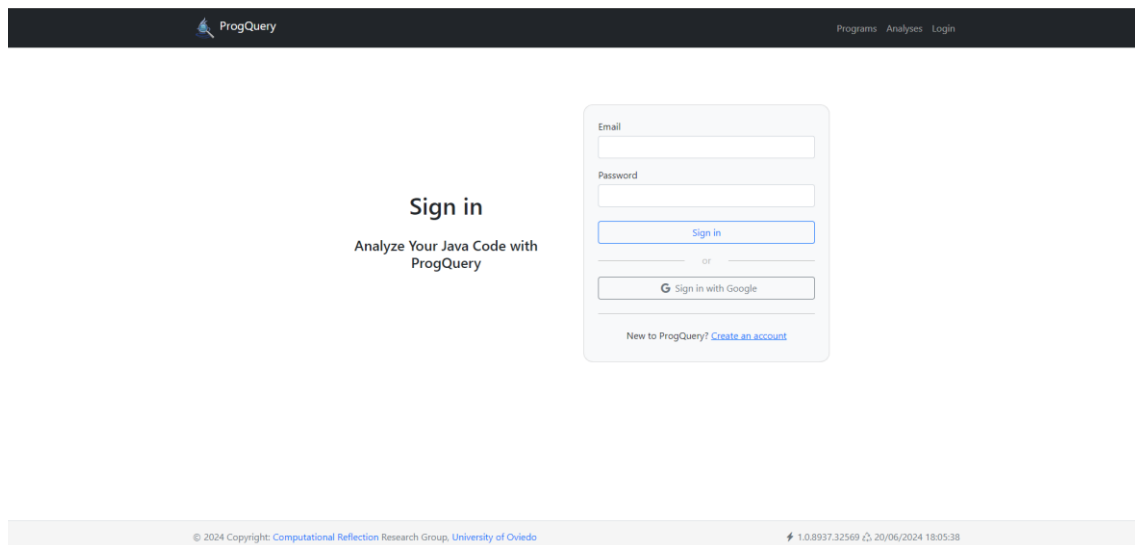 ProgQuery
Programs Analyses Login
Sign in
Analyze Your Java Code with
ProgQuery
Email
Password
Sign in
or
Sign in with Google
New to ProgQuery? Create an account
© 2024 Copyright: Computational Reflection Research Group, University of Oviedo
1.0.8937.32569 20/06/2024 18:05:38